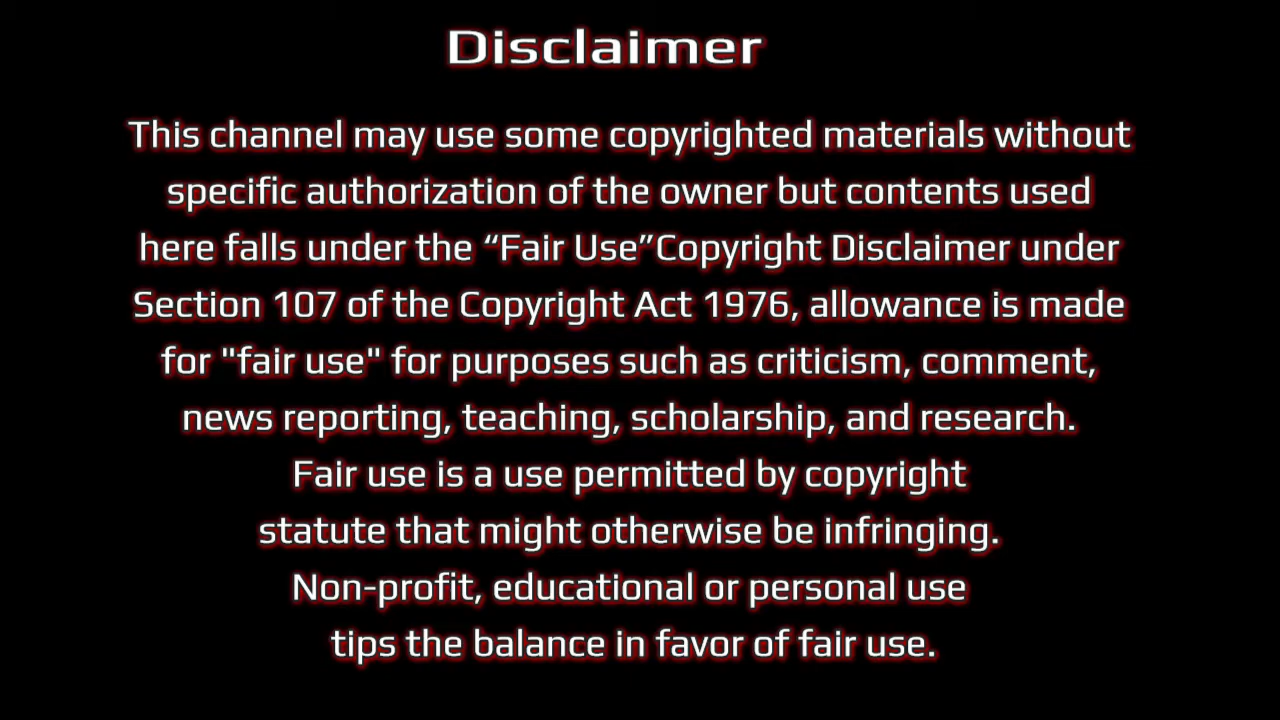 Disclaimer
This channel may use some copyrighted materials without
specific authorization of the owner but contents used
here falls under the “Fair Use”Copyright Disclaimer under
Section 107 of the Copyright Act 1976, allowance is made
for "fair use" for purposes such as criticism, comment,
news reporting, teaching, scholarship, and research.
Fair use is a use permitted by copyright
statute that might otherwise be infringing.
Non-profit, educational or personal use
tips the balance in favor of fair use.